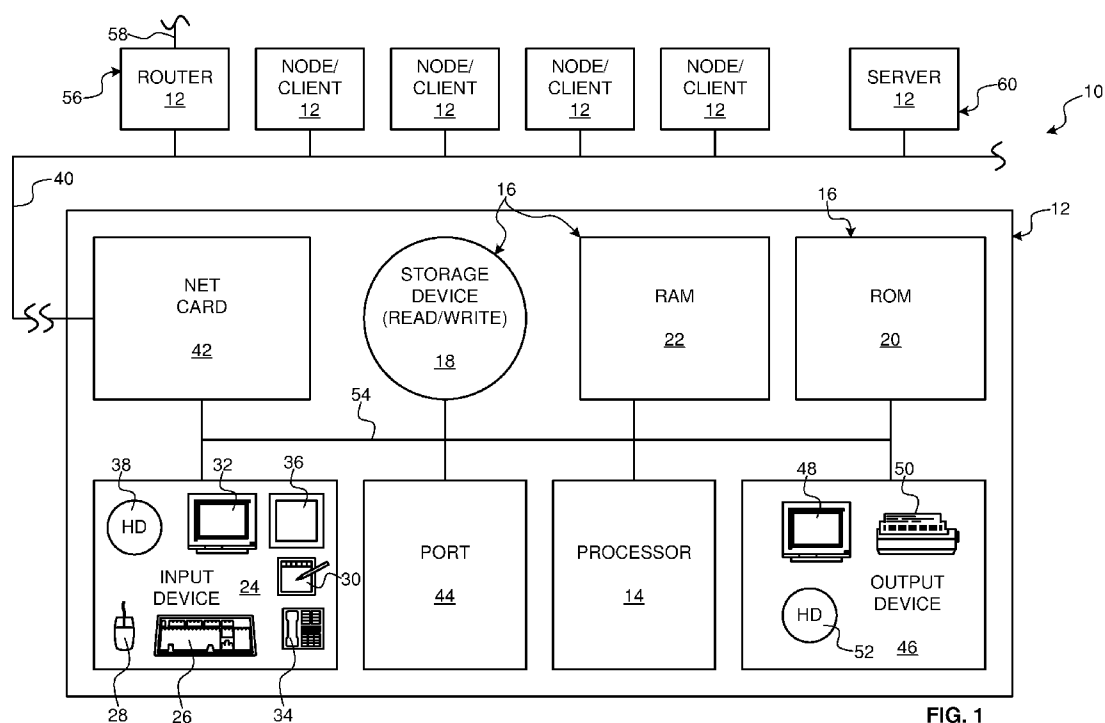 58
ROUTER
12
56
NODE/
CLIENT
12
NODE/
CLIENT
12
NODE/
CLIENT
12
NODE/
CLIENT
12
SERVER
12
60
10
40
16
16
12
NET
CARD
42
STORAGE
DEVICE
(READ/WRITE)
18
RAM
22
ROM
20
54
38
32
36
HD
INPUT
DEVICE
24
30
28
26
34
PORT
44
PROCESSOR
14
48
50
OUTPUT
DEVICE
HD
52
46
FIG. 1